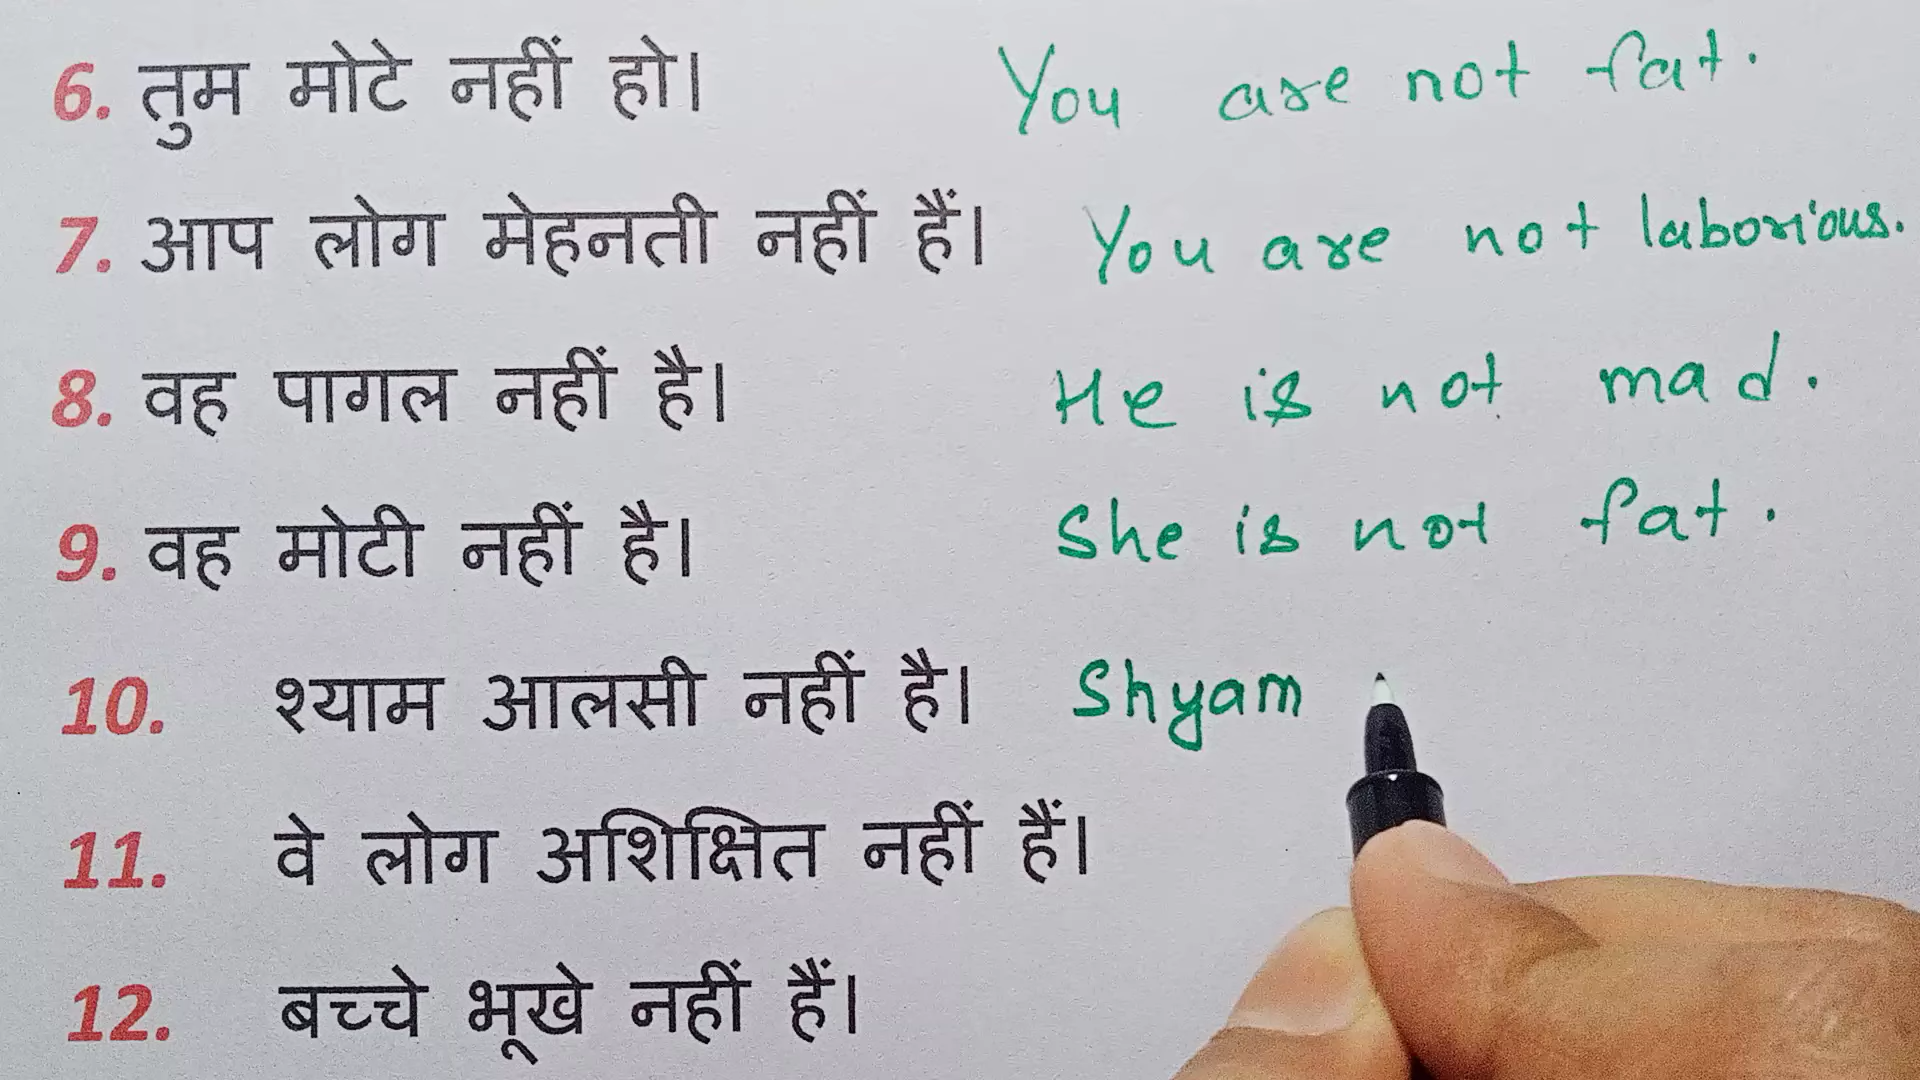 6. तुम मोटे नहीं हो। You are not fat.
7. आप लोग मेहनती नहीं हैं। You are not laborious.
8. वह पागल नहीं है। He is not mad.
9. वह मोटी नहीं है। She is not fat.
10. श्याम आलसी नहीं है। Shyam
11. वे लोग अशिक्षित नहीं हैं।
12. बच्चे भूखे नहीं हैं।